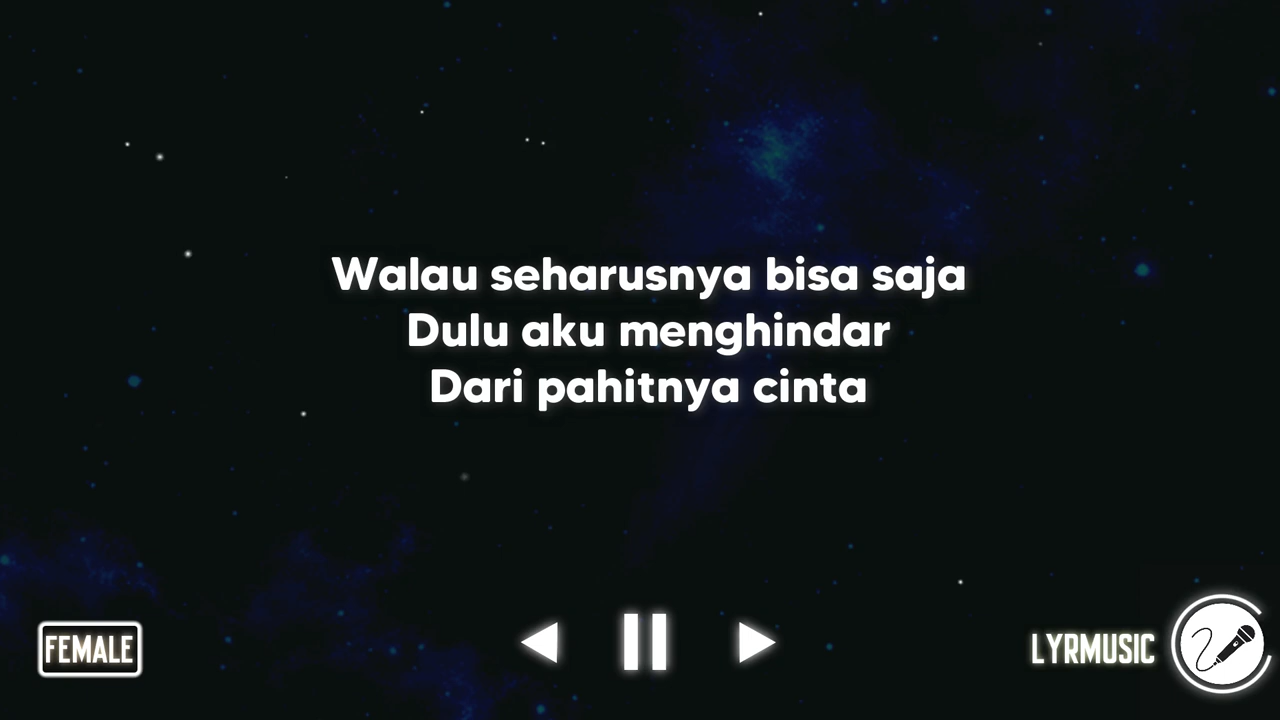 Walau seharusnya bisa saja
Dulu aku menghindar
Dari pahitnya cinta
FEMALE
LYRMUSIC